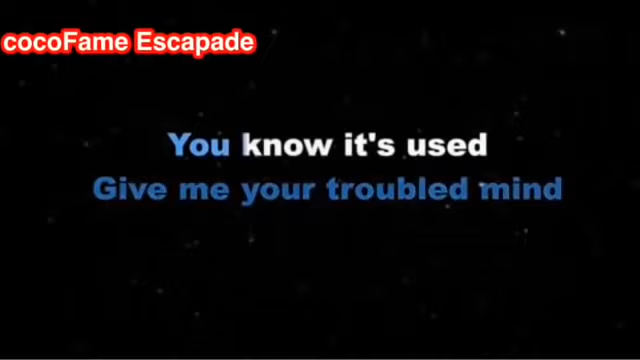 cocoFame Escapade
You know it's used
Give me your troubled mind